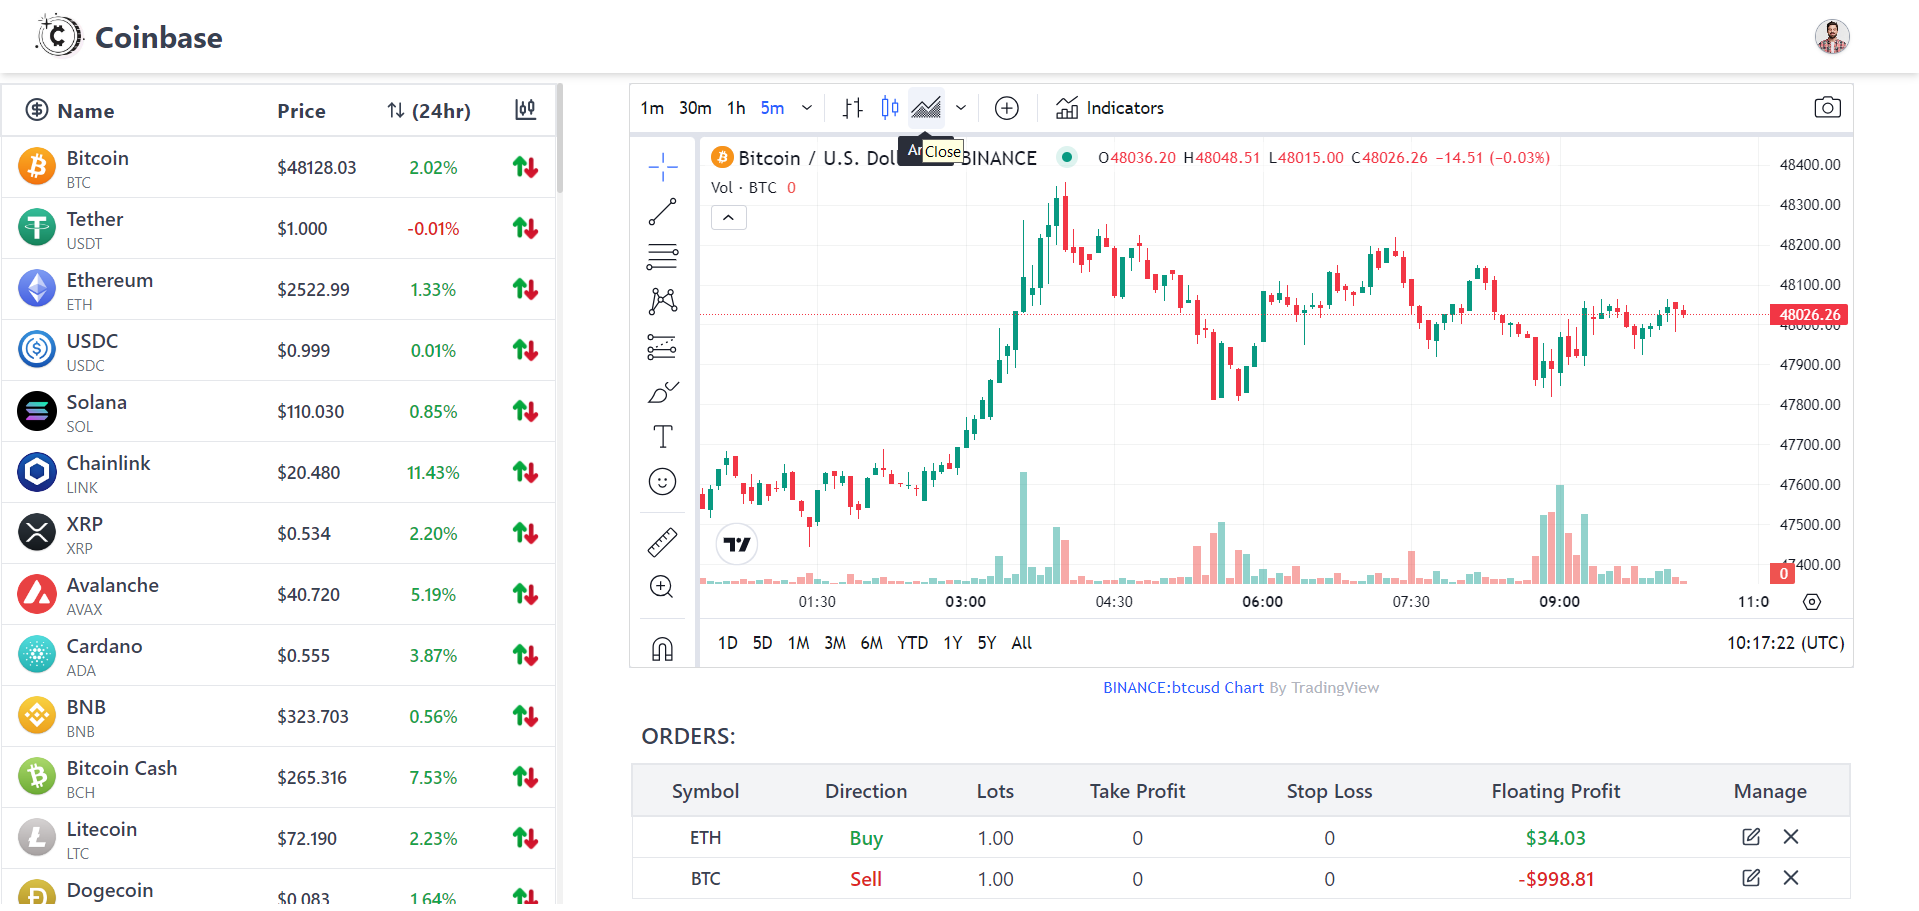 Coinbase
Name Price (24hr)
Bitcoin
BTC
$48128.03 2.02%
Tether
USDT
$1.000 -0.01%
Ethereum
ETH
$2522.99 1.33%
USDC
USDC
$0.999 0.01%
Solana
SOL
$110.030 0.85%
Chainlink
LINK
$20.480 11.43%
XRP
XRP
$0.534 2.20%
Avalanche
AVAX
$40.720 5.19%
Cardano
ADA
$0.555 3.87%
BNB
BNB
$323.703 0.56%
Bitcoin Cash
BCH
$265.316 7.53%
Litecoin
LTC
$72.190 2.23%
Dogecoin
$0.083 1.64%
1m 30m 1h 5m Indicators
Close
Bitcoin / U.S. BINANCE O48036.20 H48048.51 L48015.00 C48026.26 −14.51 (−0.03%)
Vol · BTC 0
48400.00
48300.00
48200.00
48100.00
48026.26
48000.00
47900.00
47800.00
47700.00
47600.00
47500.00
47400.00
0
01:30 03:00 04:30 06:00 07:30 09:00 11:0
1D 5D 1M 3M 6M YTD 1Y 5Y All 10:17:22 (UTC)
BINANCE:btcusd Chart By TradingView
ORDERS:
Symbol Direction Lots Take Profit Stop Loss Floating Profit Manage
ETH Buy 1.00 0 0 $34.03
BTC Sell 1.00 0 0 -$998.81